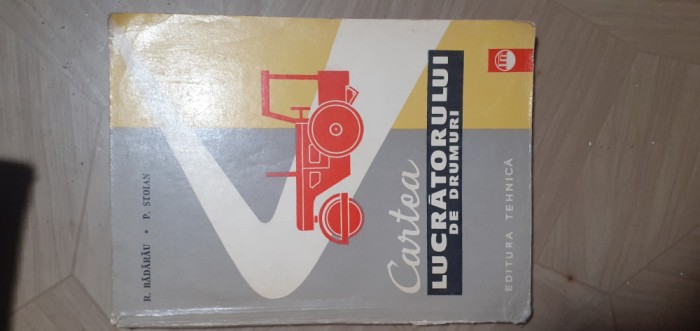 R. BĂDĂRĂU • P. STOIAN
Cartea
LUCRĂTORULUI
DE DRUMURI
EDITURA TEHNICĂ